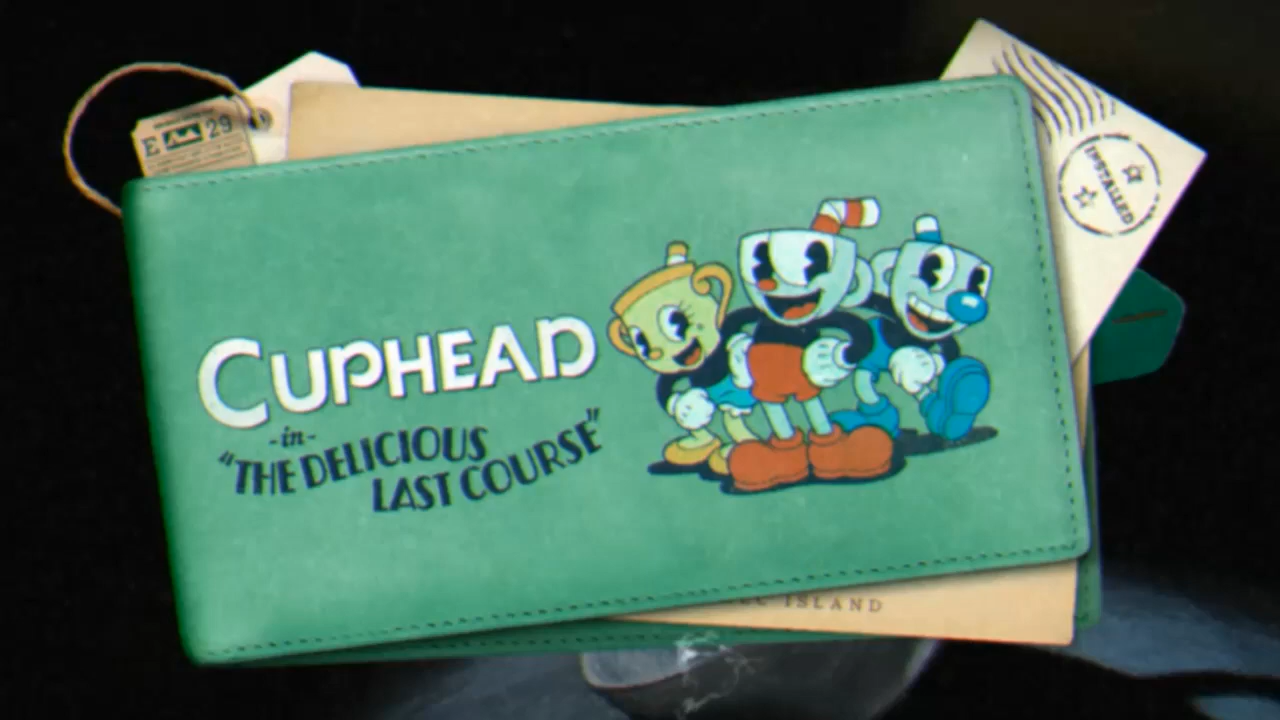 E 29
INSTALLED
CUPHEAD
-in-
"THE DELICIOUS
LAST COURSE"
ISLAND